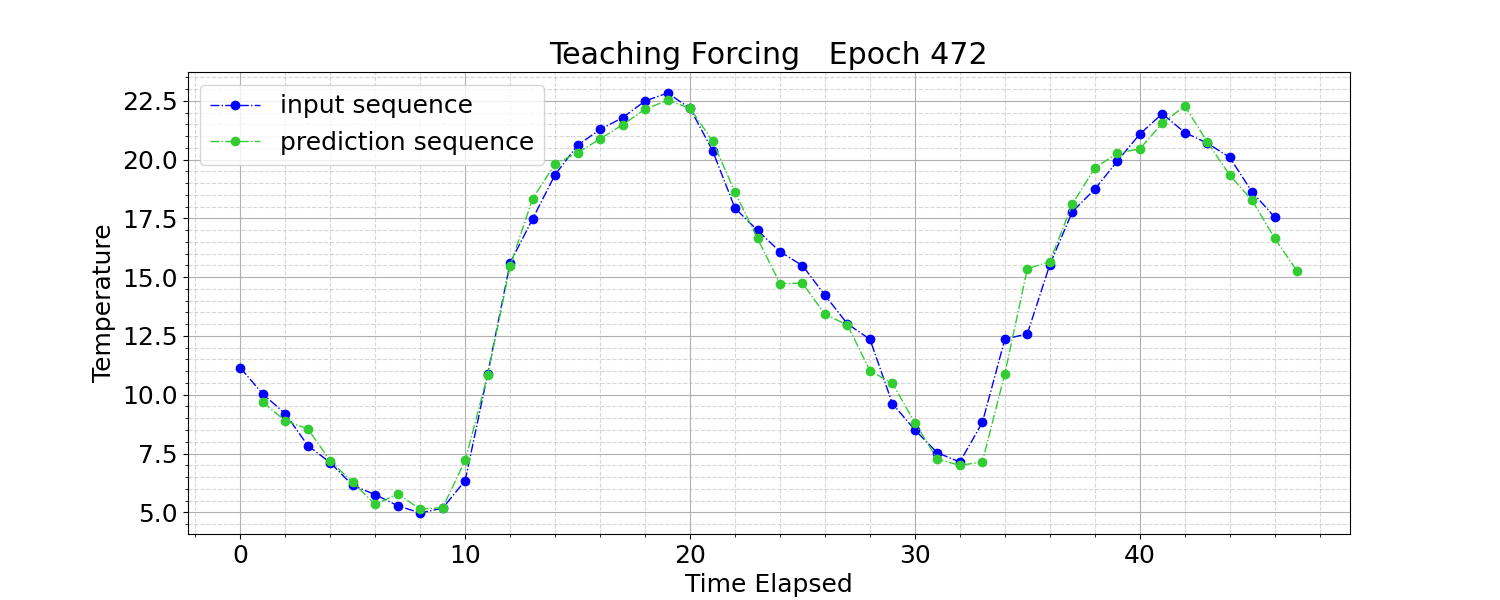 Teaching Forcing   Epoch 472
input sequence
prediction sequence
Temperature
22.5
20.0
17.5
15.0
12.5
10.0
7.5
5.0
0 10 20 30 40
Time Elapsed